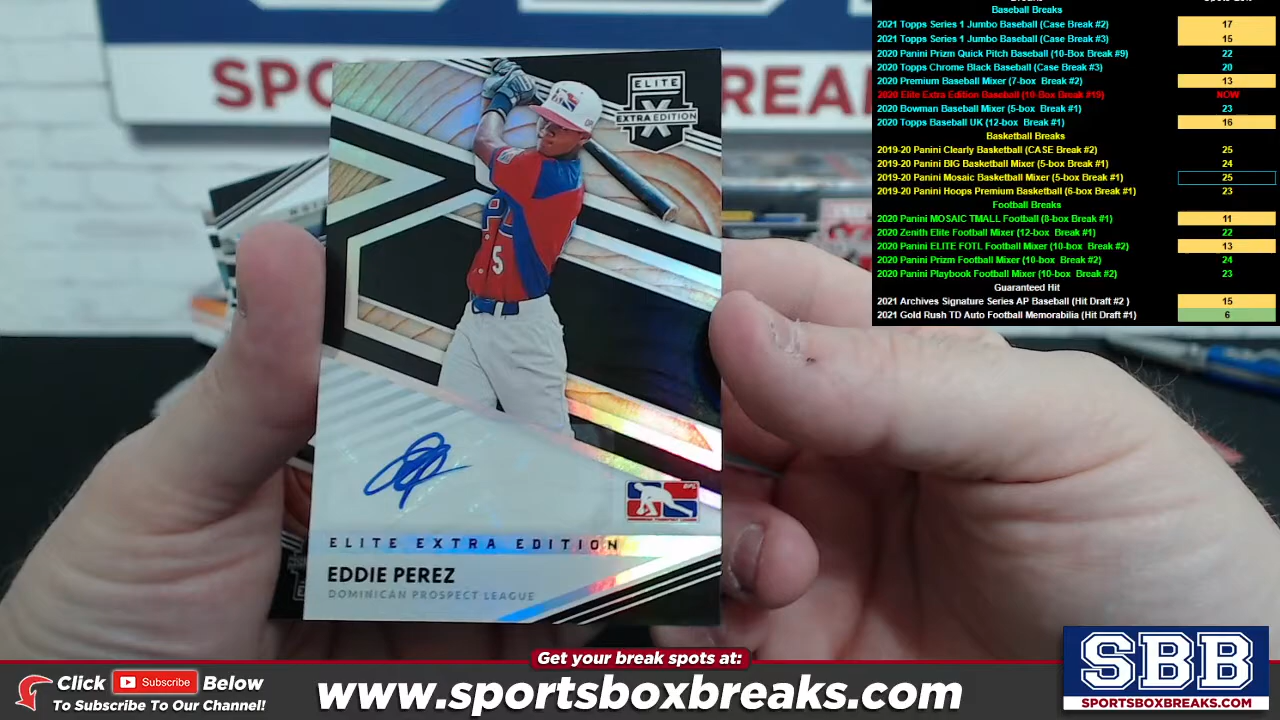 Baseball Breaks
2021 Topps Series 1 Jumbo Baseball (Case Break #2) 17
2021 Topps Series 1 Jumbo Baseball (Case Break #3) 15
2020 Panini Prizm Quick Pitch Baseball (10-Box Break #9) 22
2020 Topps Chrome Black Baseball (Case Break #3) 20
2020 Premium Baseball Mixer (7-box Break #2) 13
2020 Elite Extra Edition Baseball (10-Box Break #19) NOW
2020 Bowman Baseball Mixer (5-box Break #1) 23
2020 Topps Baseball UK (12-box Break #1) 16
Basketball Breaks
2019-20 Panini Clearly Basketball (CASE Break #2) 25
2019-20 Panini BIG Basketball Mixer (5-box Break #1) 24
2019-20 Panini Mosaic Basketball Mixer (5-box Break #1) 25
2019-20 Panini Hoops Premium Basketball (6-box Break #1) 23
Football Breaks
2020 Panini MOSAIC TMALL Football (8-box Break #1) 11
2020 Zenith Elite Football Mixer (12-box Break #1) 22
2020 Panini ELITE FOTL Football Mixer (10-box Break #2) 13
2020 Panini Prizm Football Mixer (10-box Break #2) 24
2020 Panini Playbook Football Mixer (10-box Break #2) 23
Guaranteed Hit
2021 Archives Signature Series AP Baseball (Hit Draft #2 ) 15
2021 Gold Rush TD Auto Football Memorabilia (Hit Draft #1) 6
ELITE
X
EXTRA EDITION
5
ELITE EXTRA EDITION
EDDIE PEREZ
DOMINICAN PROSPECT LEAGUE
Get your break spots at:
Click Subscribe Below
To Subscribe To Our Channel!
www.sportsboxbreaks.com
SBB
SPORTSBOXBREAKS.COM